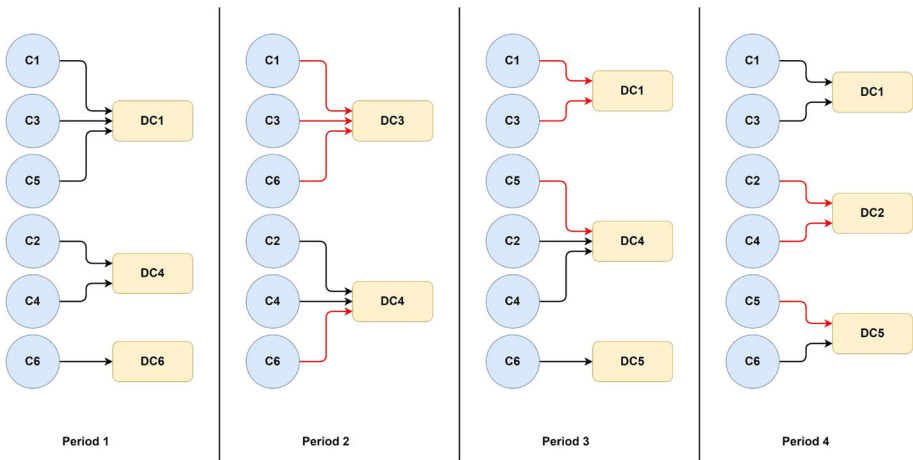 C1
C3
C5
DC1
C2
C4
DC4
C6
DC6
Period 1
C1
C3
C6
DC3
C2
C4
C6
DC4
Period 2
C1
C3
DC1
C5
C2
C4
DC4
C6
DC5
Period 3
C1
C3
DC1
C2
C4
DC2
C5
C6
DC5
Period 4